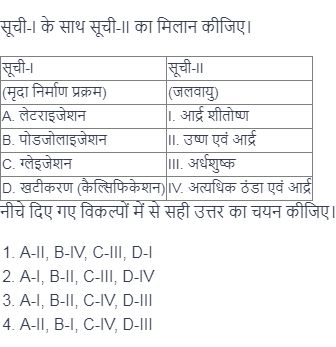 सूची-I के साथ सूची-II का मिलान कीजिए।
सूची-I सूची-II
(मृदा निर्माण प्रक्रम) (जलवायु)
A. लेटराइजेशन I. आर्द्र शीतोष्ण
B. पोडजोलाइजेशन II. उष्ण एवं आर्द्र
C. ग्लेइजेशन III. अर्धशुष्क
D. खटीकरण (कैल्सिफिकेशन) IV. अत्यधिक ठंडा एवं आर्द्र
नीचे दिए गए विकल्पों में से सही उत्तर का चयन कीजिए।
1. A-II, B-IV, C-III, D-I
2. A-I, B-II, C-III, D-IV
3. A-I, B-II, C-IV, D-III
4. A-II, B-I, C-IV, D-III